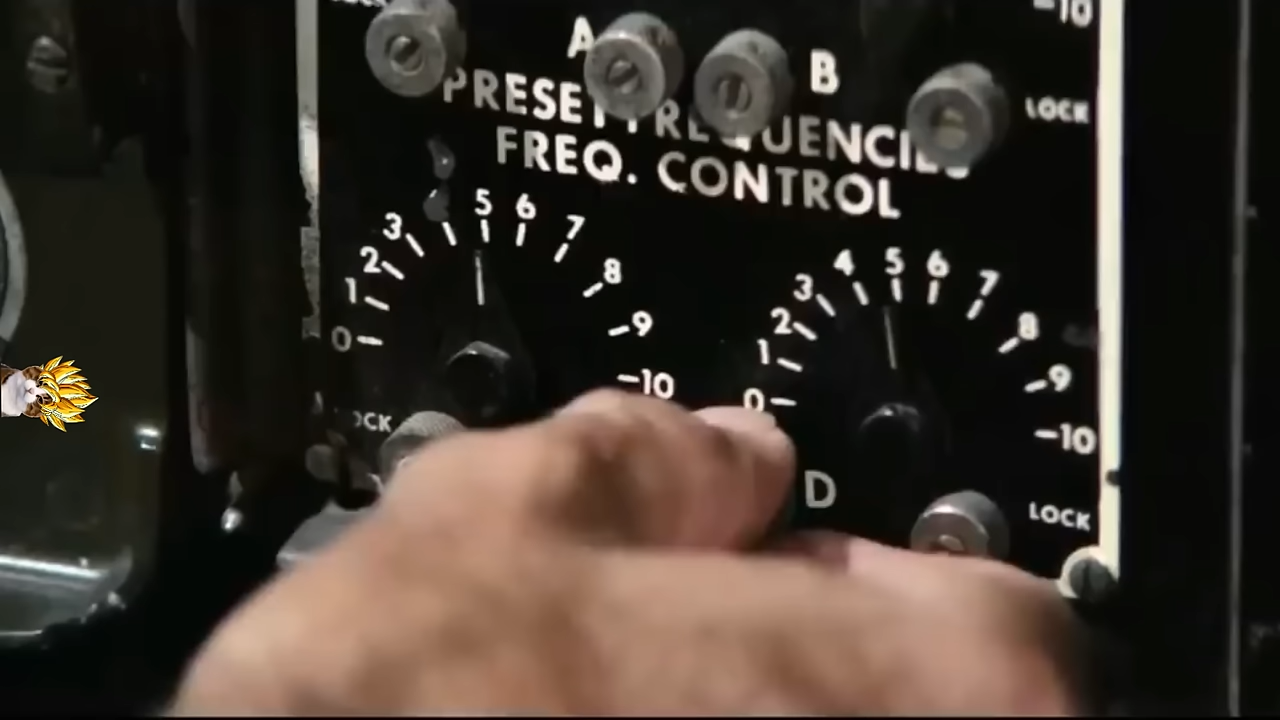 -10
A
B
LOCK
PRESET FREQUENCIES
FREQ. CONTROL
1 2 3 5 6 7 8 9 10
0 1 2 3 4 5 6 7 8 9 10
0
LOCK
D